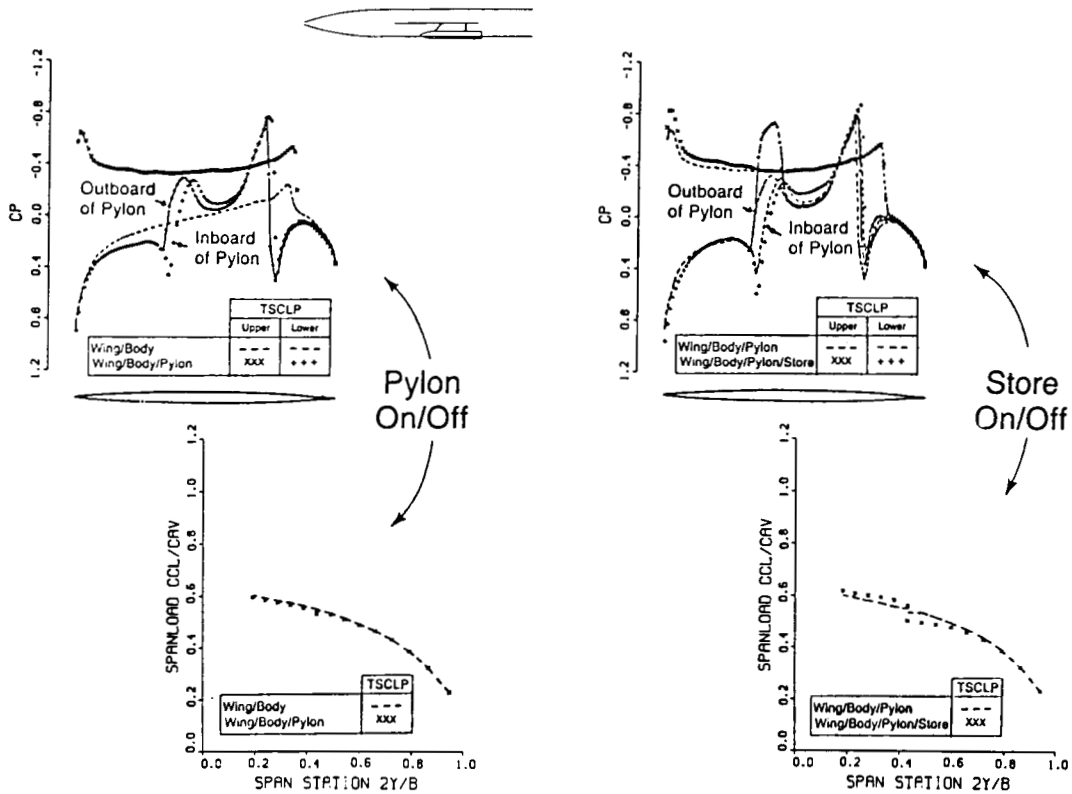 -1.2
-0.8
-0.4
0.0
0.4
0.8
1.2
CP
Outboard
of Pylon
Inboard
of Pylon
TSCLP
Upper Lower
Wing/Body --- ---
Wing/Body/Pylon XXX +++
Pylon
On/Off
-1.2
-0.8
-0.4
0.0
0.4
0.8
1.2
CP
Outboard
of Pylon
Inboard
of Pylon
TSCLP
Upper Lower
Wing/Body/Pylon --- ---
Wing/Body/Pylon/Store XXX +++
Store
On/Off
1.2
1.0
0.8
0.6
0.4
0.2
0.0
SPANLOAD CCL/CAV
TSCLP
Wing/Body ---
Wing/Body/Pylon XXX
0.0 0.2 0.4 0.6 0.8 1.0
SPAN STATION 2Y/B
1.2
1.0
0.8
0.6
0.4
0.2
0.0
SPANLOAD CCL/CAV
TSCLP
Wing/Body/Pylon ---
Wing/Body/Pylon/Store XXX
0.0 0.2 0.4 0.6 0.8 1.0
SPAN STATION 2Y/B